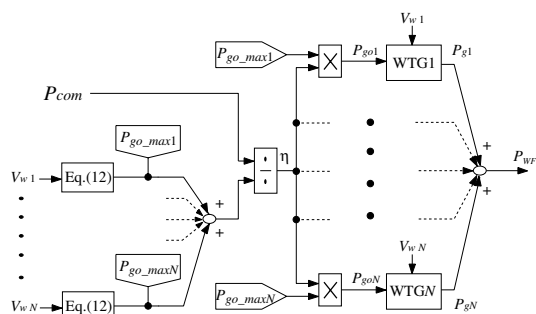 V_w1
P_go_max1
P_go1
WTG1
P_g1
P_com
P_go_max1
η
+
P_WF
V_w1
Eq.(12)
+
+
+
P_go_maxN
V_wN
V_wN
Eq.(12)
P_go_maxN
P_goN
WTGN
P_gN